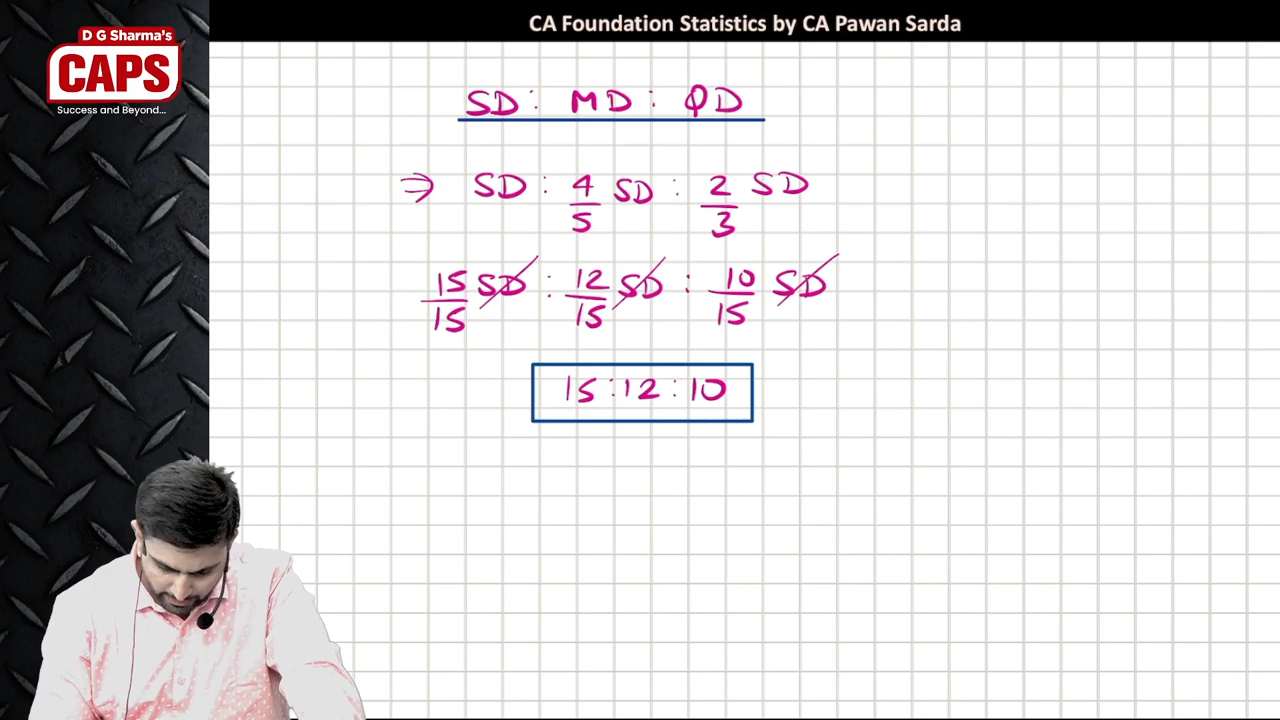 CA Foundation Statistics by CA Pawan Sarda
D G Sharma's
CAPS
Success and Beyond...
SD : MD : QD
⇒ SD : 4/5 SD : 2/3 SD
15/15 SD : 12/15 SD : 10/15 SD
15:12:10